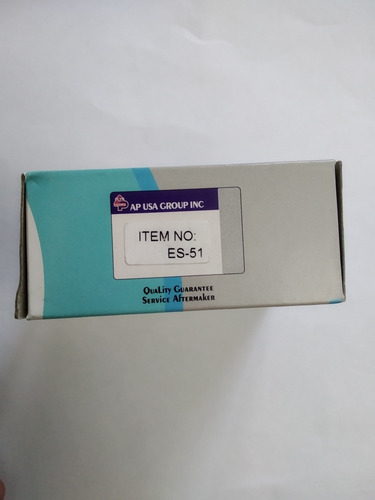 AP USA GROUP INC
ITEM NO:
ES-51
QuaLity Guarantee
Service Aftermaker